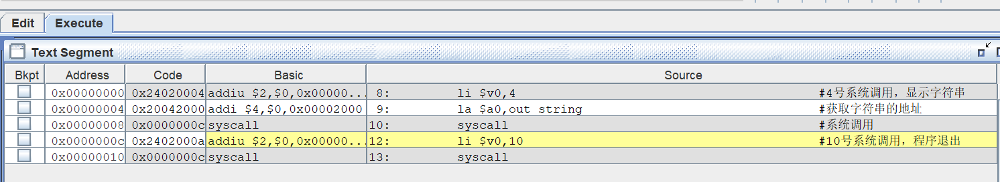 Edit Execute
Text Segment
Bkpt Address Code Basic Source
0x00000000 0x24020004 addiu $2,$0,0x00000... 8: li $v0,4 #4号系统调用，显示字符串
0x00000004 0x20042000 addi $4,$0,0x00002000 9: la $a0,out string #获取字符串的地址
0x00000008 0x0000000c syscall 10: syscall #系统调用
0x0000000c 0x2402000a addiu $2,$0,0x00000... 12: li $v0,10 #10号系统调用，程序退出
0x00000010 0x0000000c syscall 13: syscall